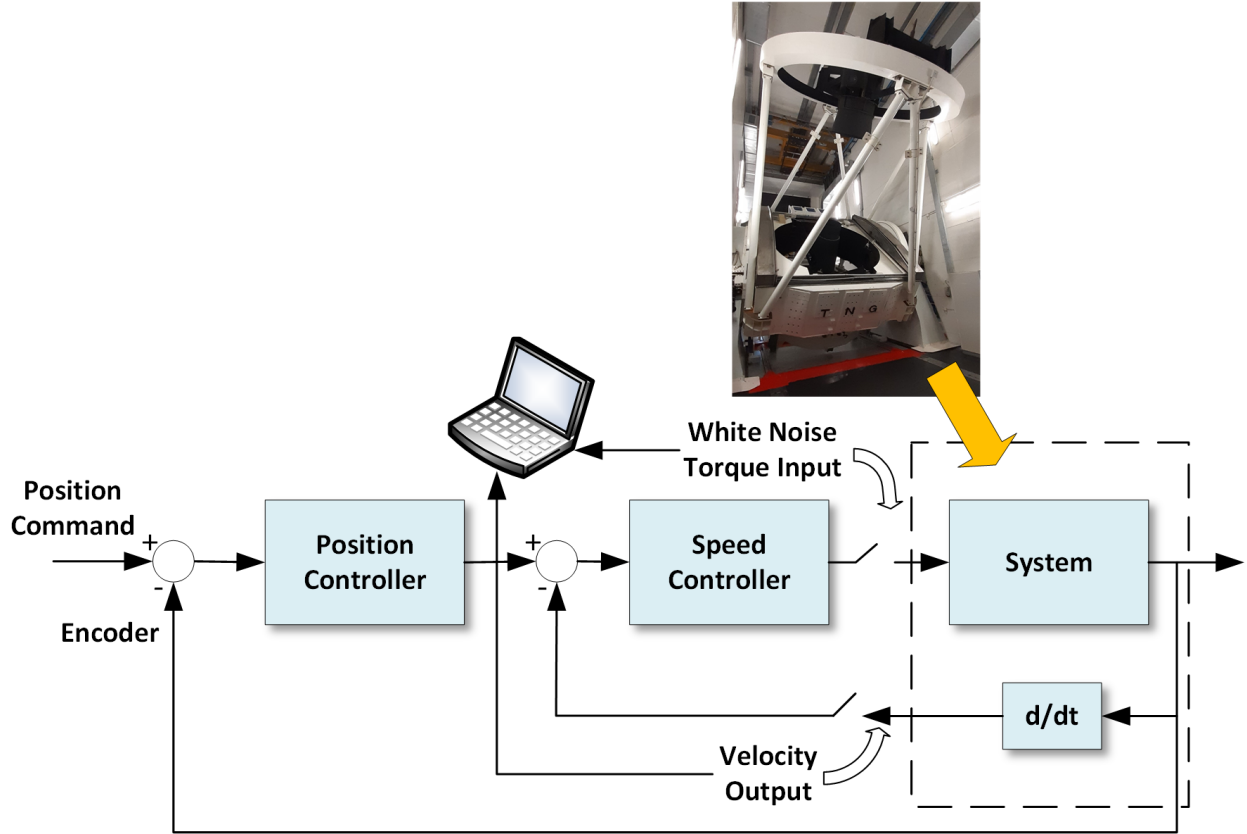 T N G
White Noise
Torque Input
Position
Command
+
-
Encoder
Position
Controller
+
-
Speed
Controller
System
d/dt
Velocity
Output